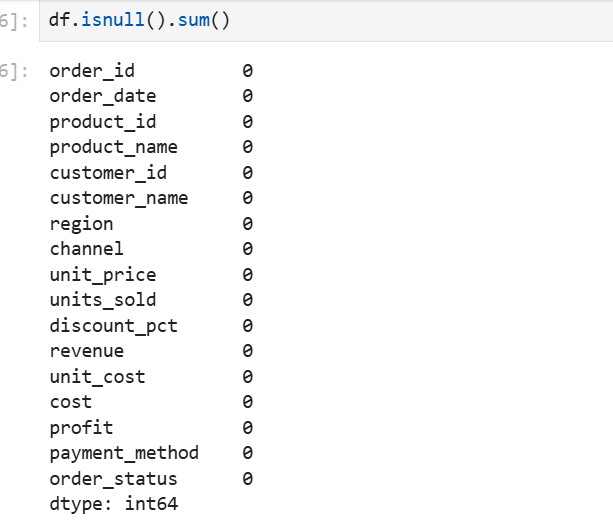 6]: df.isnull().sum()
6]: order_id 0
order_date 0
product_id 0
product_name 0
customer_id 0
customer_name 0
region 0
channel 0
unit_price 0
units_sold 0
discount_pct 0
revenue 0
unit_cost 0
cost 0
profit 0
payment_method 0
order_status 0
dtype: int64